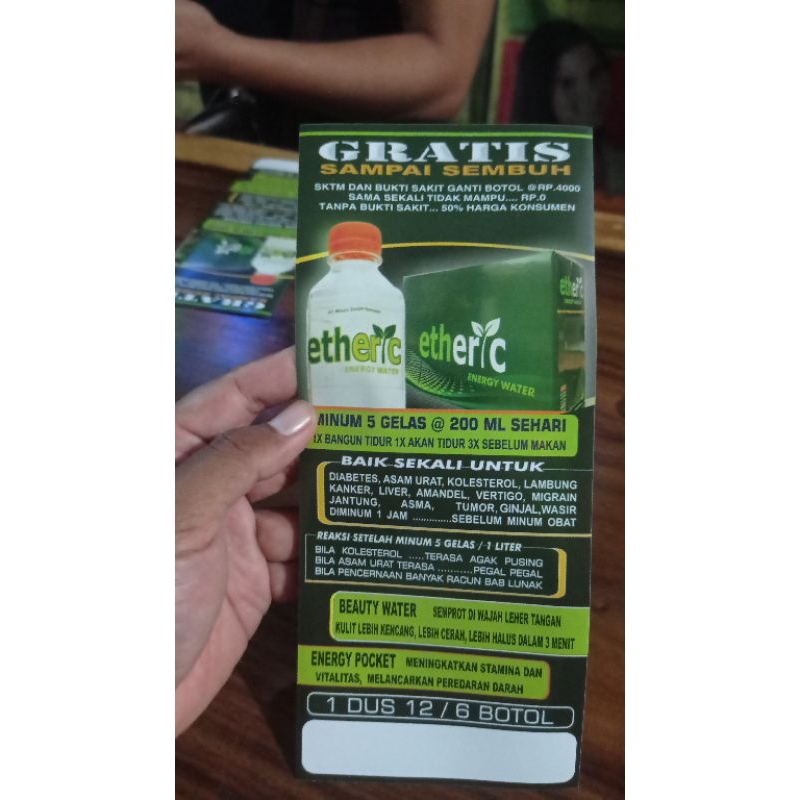 GRATIS
SAMPAI SEMBUH
SKTM DAN BUKTI SAKIT GANTI BOTOL @RP.4000
SAMA SEKALI TIDAK MAMPU.... RP.0
TANPA BUKTI SAKIT... 50% HARGA KONSUMEN
etheric
ENERGY WATER
etheric
ENERGY WATER
etheric
MINUM 5 GELAS @ 200 ML SEHARI
1X BANGUN TIDUR 1X AKAN TIDUR 3X SEBELUM MAKAN
BAIK SEKALI UNTUK
DIABETES, ASAM URAT, KOLESTEROL, LAMBUNG
KANKER, LIVER, AMANDEL, VERTIGO, MIGRAIN
JANTUNG, ASMA, TUMOR, GINJAL,WASIR
DIMINUM 1 JAM ..............SEBELUM MINUM OBAT
REAKSI SETELAH MINUM 5 GELAS / 1 LITER
BILA KOLESTEROL .....TERASA AGAK PUSING
BILA ASAM URAT TERASA ...........PEGAL PEGAL
BILA PENCERNAAN BANYAK RACUN BAB LUNAK
BEAUTY WATER SEMPROT DI WAJAH LEHER TANGAN
KULIT LEBIH KENCANG, LEBIH CERAH, LEBIH HALUS DALAM 3 MENIT
ENERGY POCKET MENINGKATKAN STAMINA DAN
VITALITAS, MELANCARKAN PEREDARAN DARAH
1 DUS 12 / 6 BOTOL
GRATIS